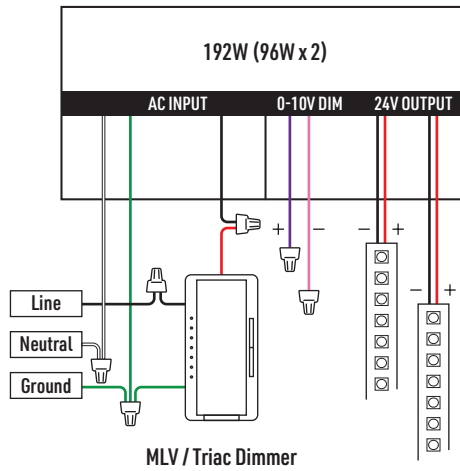 192W (96W x 2)
AC INPUT 0-10V DIM 24V OUTPUT
+ − − +
− +
Line
Neutral
Ground
MLV / Triac Dimmer